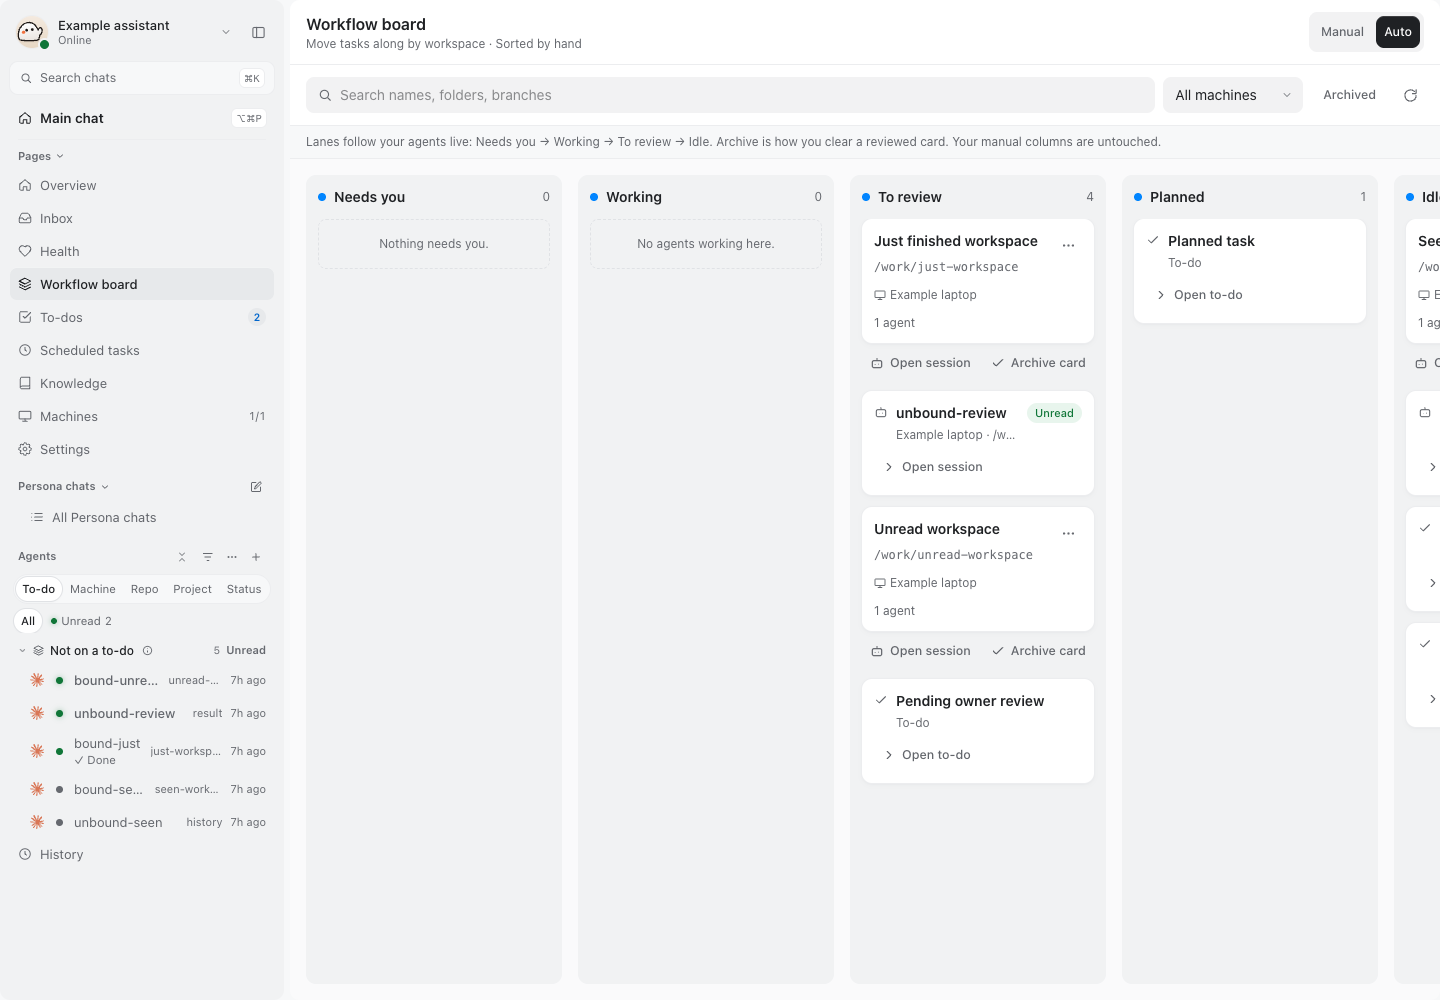 Example assistant
Online
Search chats
⌘K
Main chat
⌥⌘P
Pages
Overview
Inbox
Health
Workflow board
To-dos
2
Scheduled tasks
Knowledge
Machines
1/1
Settings
Persona chats
All Persona chats
Agents
To-do Machine Repo Project Status
All Unread 2
Not on a to-do 5 Unread
bound-unre... unread-... 7h ago
unbound-review result 7h ago
bound-just just-worksp... 7h ago
✓ Done
bound-se... seen-work... 7h ago
unbound-seen history 7h ago
History
Workflow board
Move tasks along by workspace · Sorted by hand
Manual Auto
Search names, folders, branches
All machines
Archived
Lanes follow your agents live: Needs you → Working → To review → Idle. Archive is how you clear a reviewed card. Your manual columns are untouched.
Needs you 0
Nothing needs you.
Working 0
No agents working here.
To review 4
Just finished workspace ...
/work/just-workspace
Example laptop
1 agent
Open session Archive card
unbound-review Unread
Example laptop · /w...
Open session
Unread workspace ...
/work/unread-workspace
Example laptop
1 agent
Open session Archive card
Pending owner review
To-do
Open to-do
Planned 1
Planned task
To-do
Open to-do